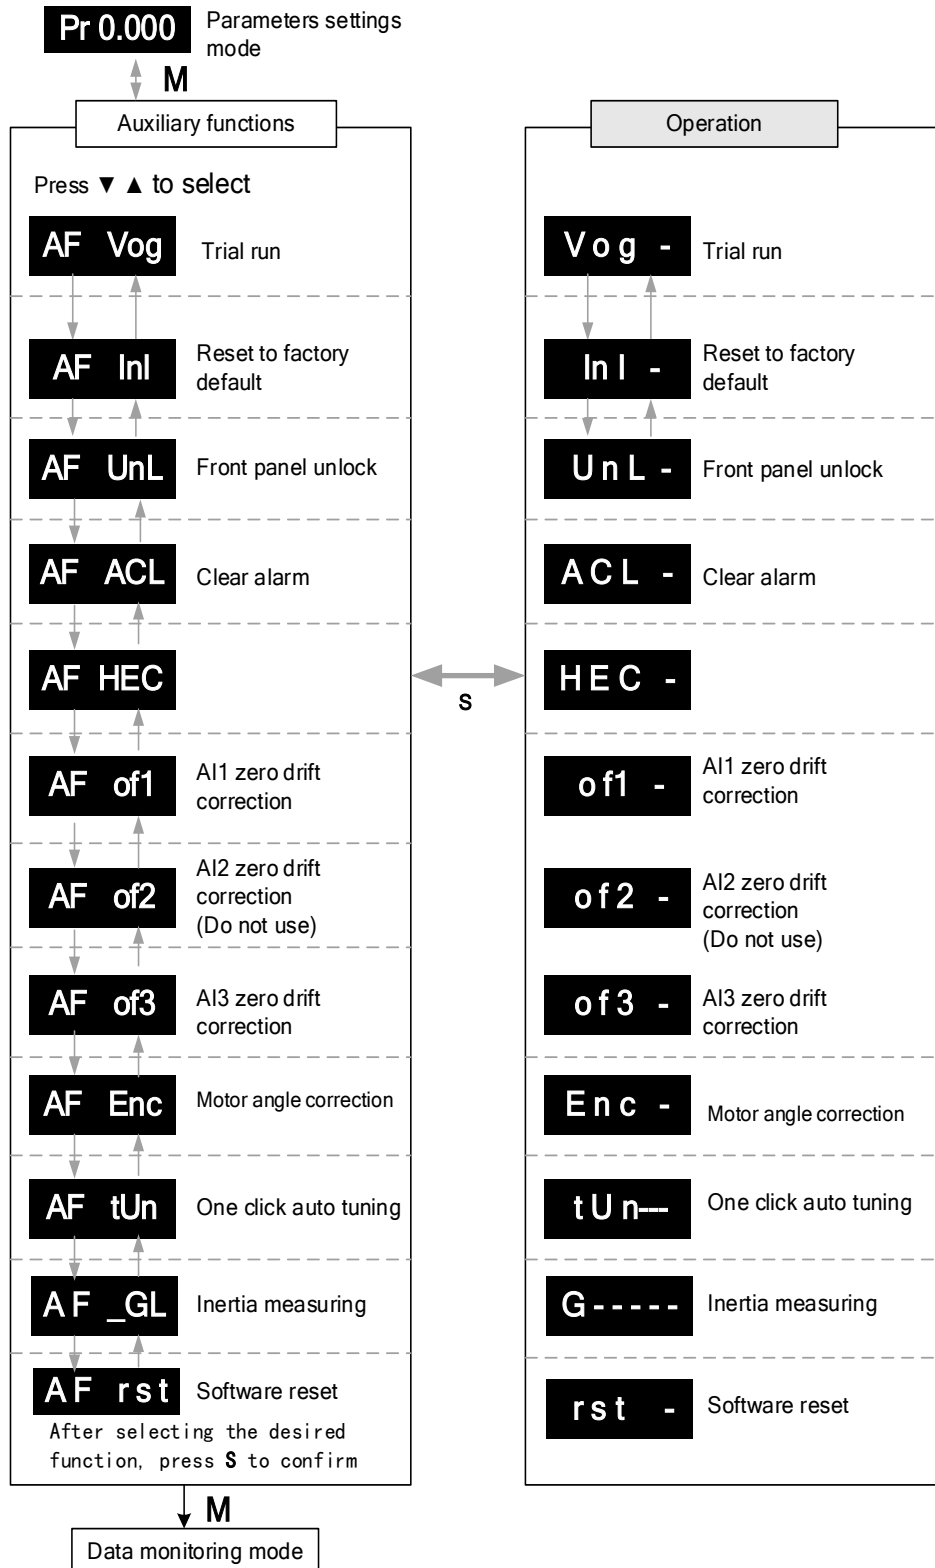 Pr 0.000
Parameters settings
mode
M
Auxiliary functions
Press ▼ ▲ to select
AF Vog
Trial run
AF InI
Reset to factory
default
AF UnL
Front panel unlock
AF ACL
Clear alarm
AF HEC
AF of1
AI1 zero drift
correction
AF of2
AI2 zero drift
correction
(Do not use)
AF of3
AI3 zero drift
correction
AF Enc
Motor angle correction
AF tUn
One click auto tuning
AF _GL
Inertia measuring
AF rst
Software reset
After selecting the desired
function, press S to confirm
M
Data monitoring mode
s
Operation
Vog -
Trial run
InI -
Reset to factory
default
UnL -
Front panel unlock
ACL -
Clear alarm
HEC -
of1 -
AI1 zero drift
correction
of2 -
AI2 zero drift
correction
(Do not use)
of3 -
AI3 zero drift
correction
Enc -
Motor angle correction
tUn---
One click auto tuning
G-----
Inertia measuring
rst -
Software reset